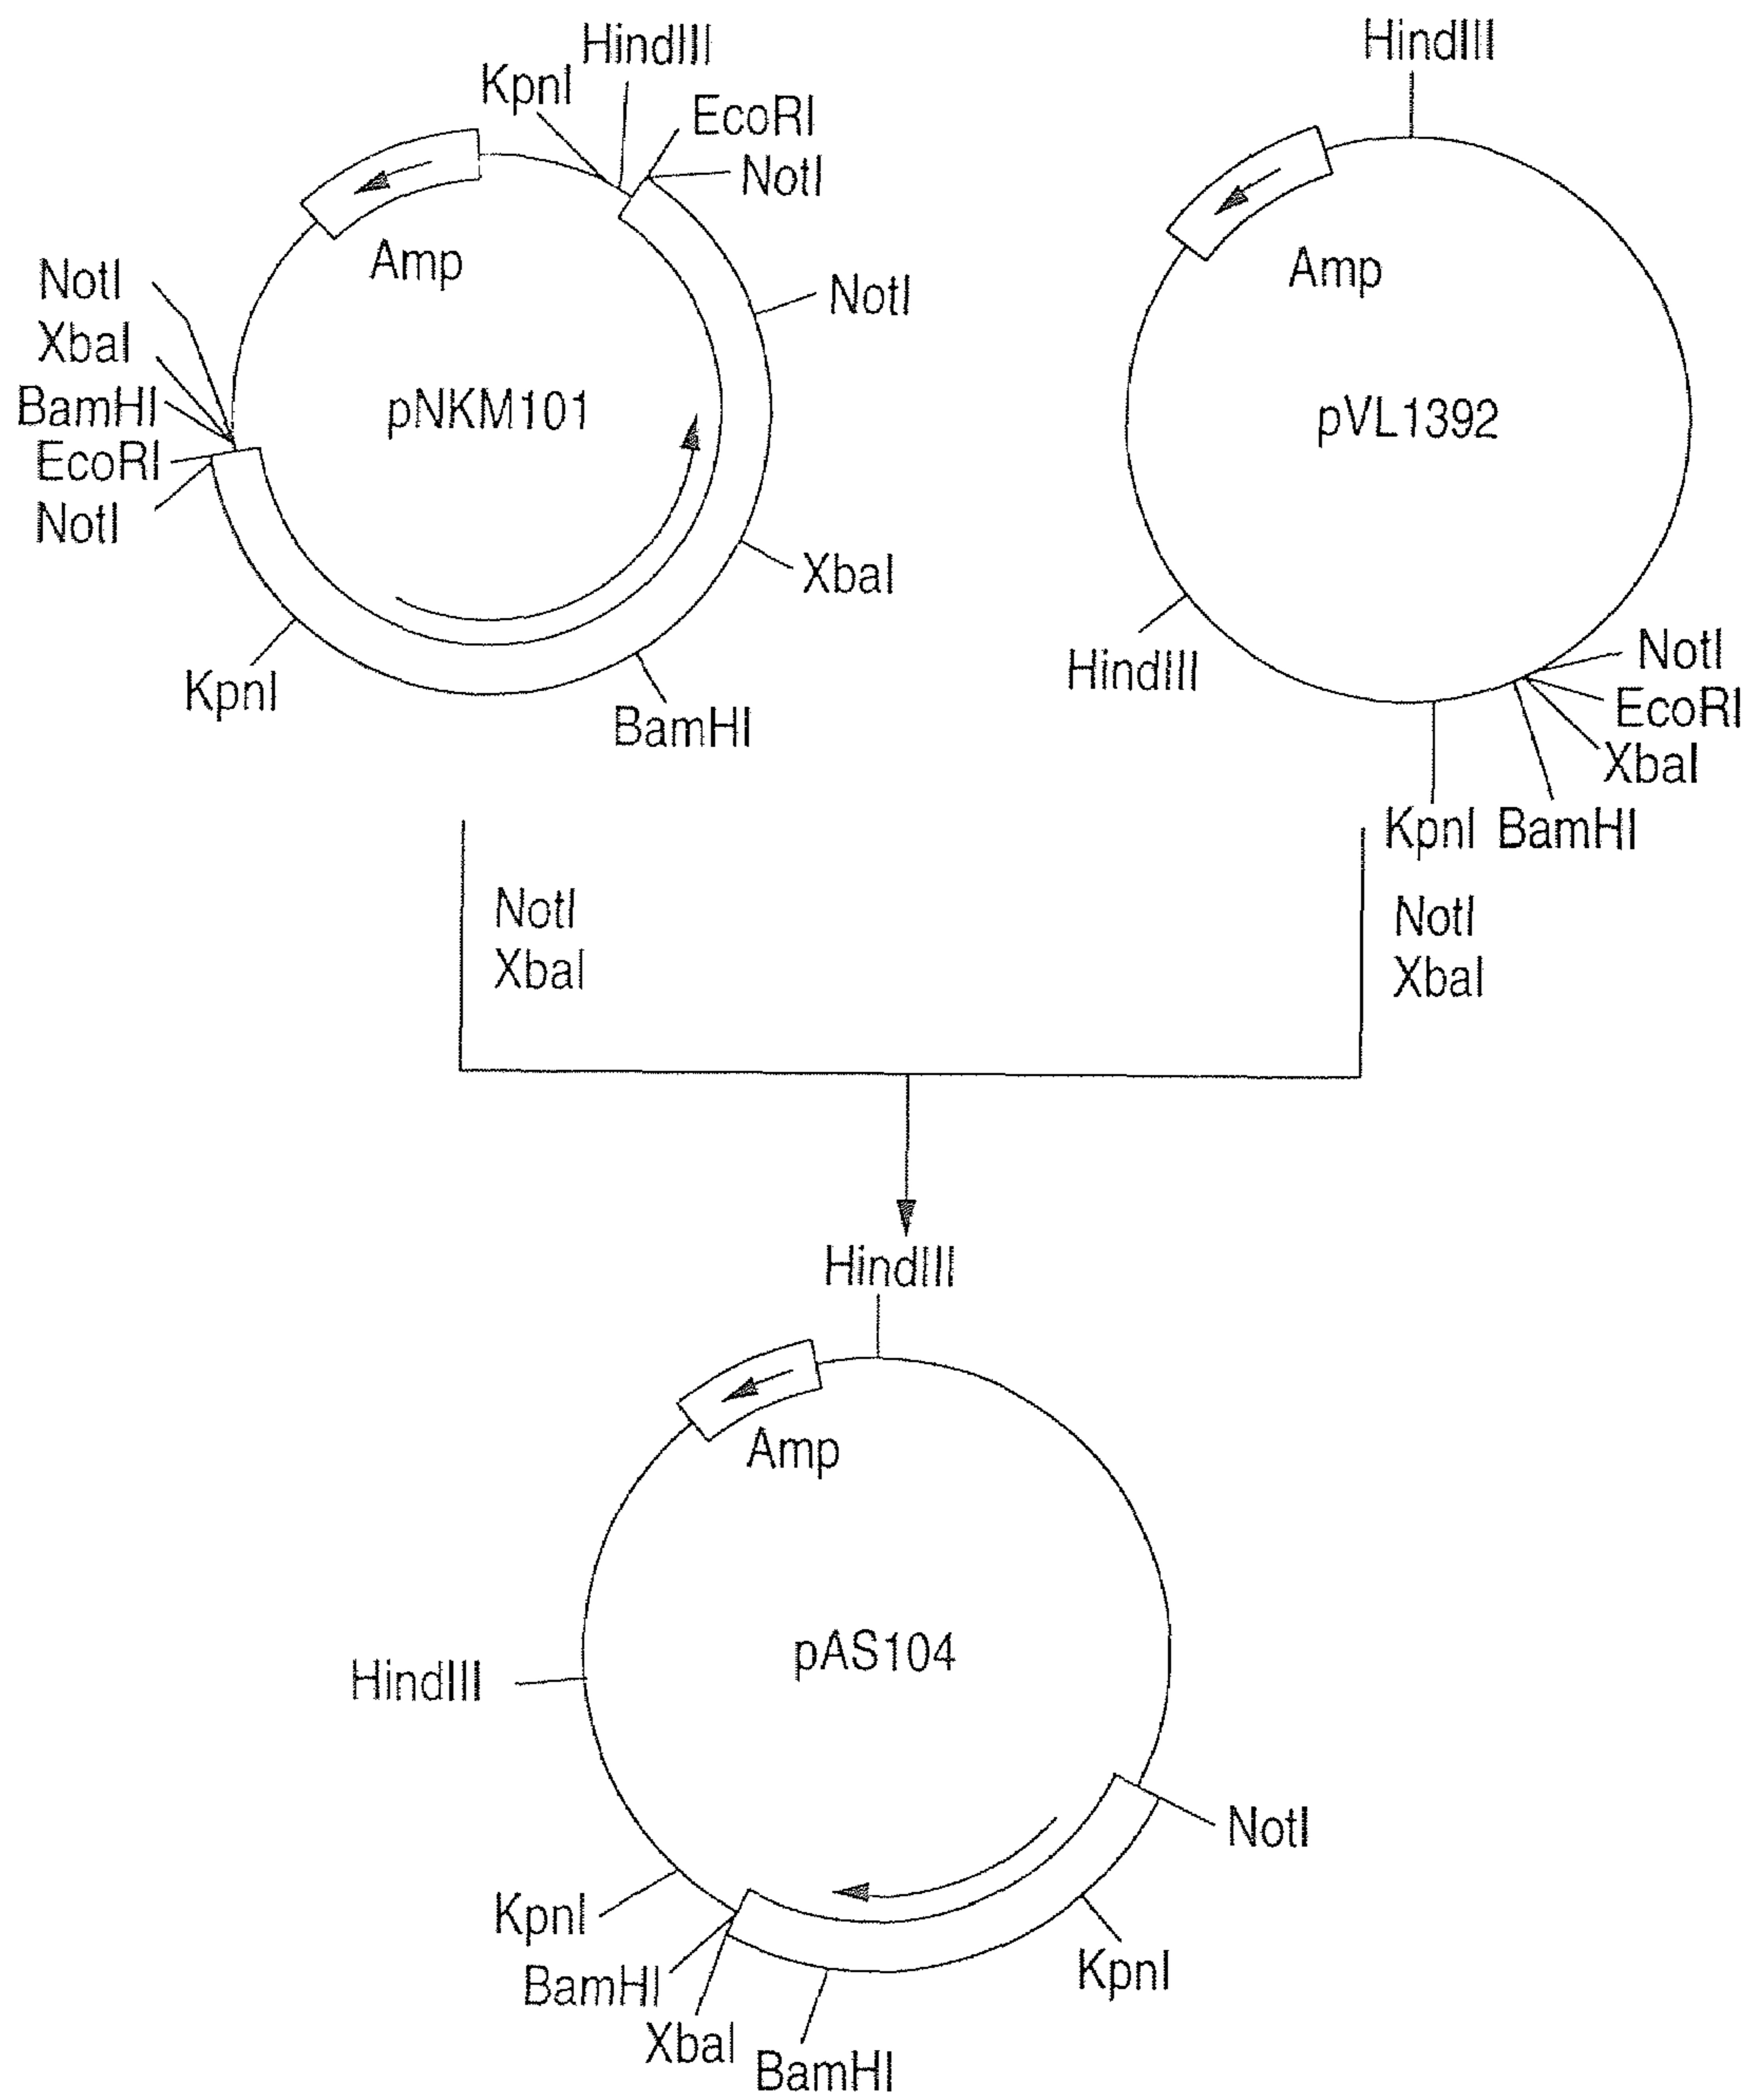 HindIII
KpnI
EcoRI
NotI
Amp
NotI
NotI
XbaI
BamHI
EcoRI
NotI
pNKM101
XbaI
KpnI
BamHI
HindIII
Amp
pVL1392
HindIII
NotI
EcoRI
XbaI
KpnI BamHI
NotI
XbaI
NotI
XbaI
HindIII
Amp
pAS104
HindIII
NotI
KpnI
KpnI
BamHI
XbaI
BamHI